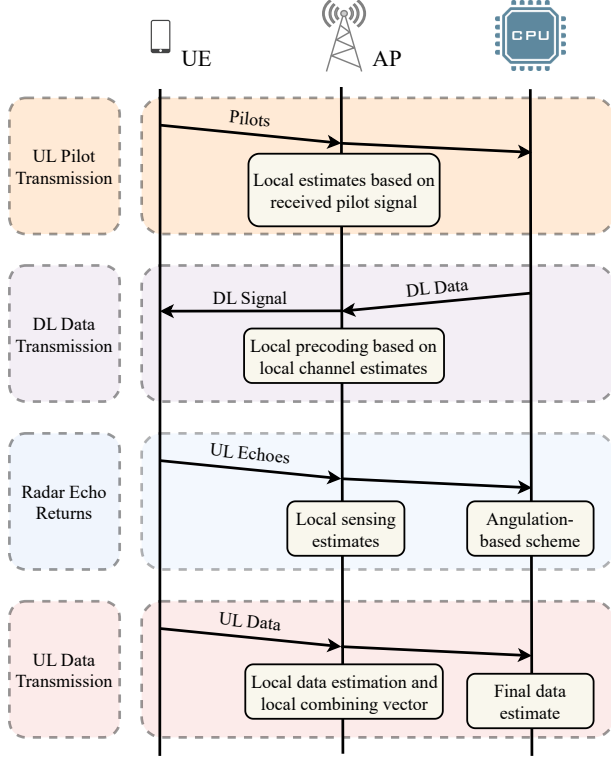 UE
AP
CPU
UL Pilot
Transmission
Pilots
Local estimates based on
received pilot signal
DL Data
Transmission
DL Signal
DL Data
Local precoding based on
local channel estimates
Radar Echo
Returns
UL Echoes
Local sensing
estimates
Angulation-
based scheme
UL Data
Transmission
UL Data
Local data estimation and
local combining vector
Final data
estimate